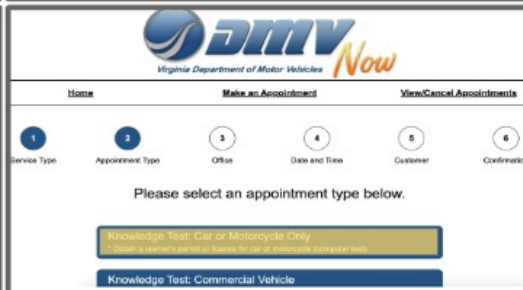 DMV Now
Virginia Department of Motor Vehicles
Home Make an Appointment View/Cancel Appointments
1 2 3 4 5 6
Service Type Appointment Type Office Date and Time Customer Confirmatio
Please select an appointment type below.
Knowledge Test: Car or Motorcycle Only
* Obtain a learner's permit or license for car or motorcycle (computer test).
Knowledge Test: Commercial Vehicle